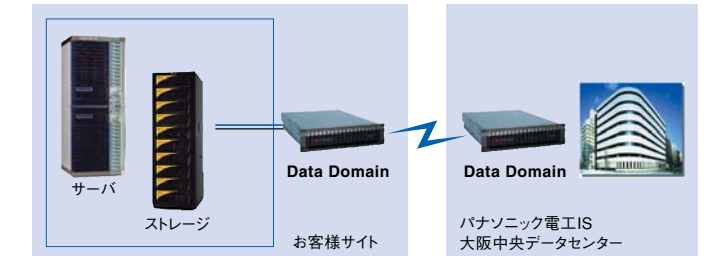 サーバ
ストレージ
Data Domain
お客様サイト
Data Domain
パナソニック電工IS
大阪中央データセンター